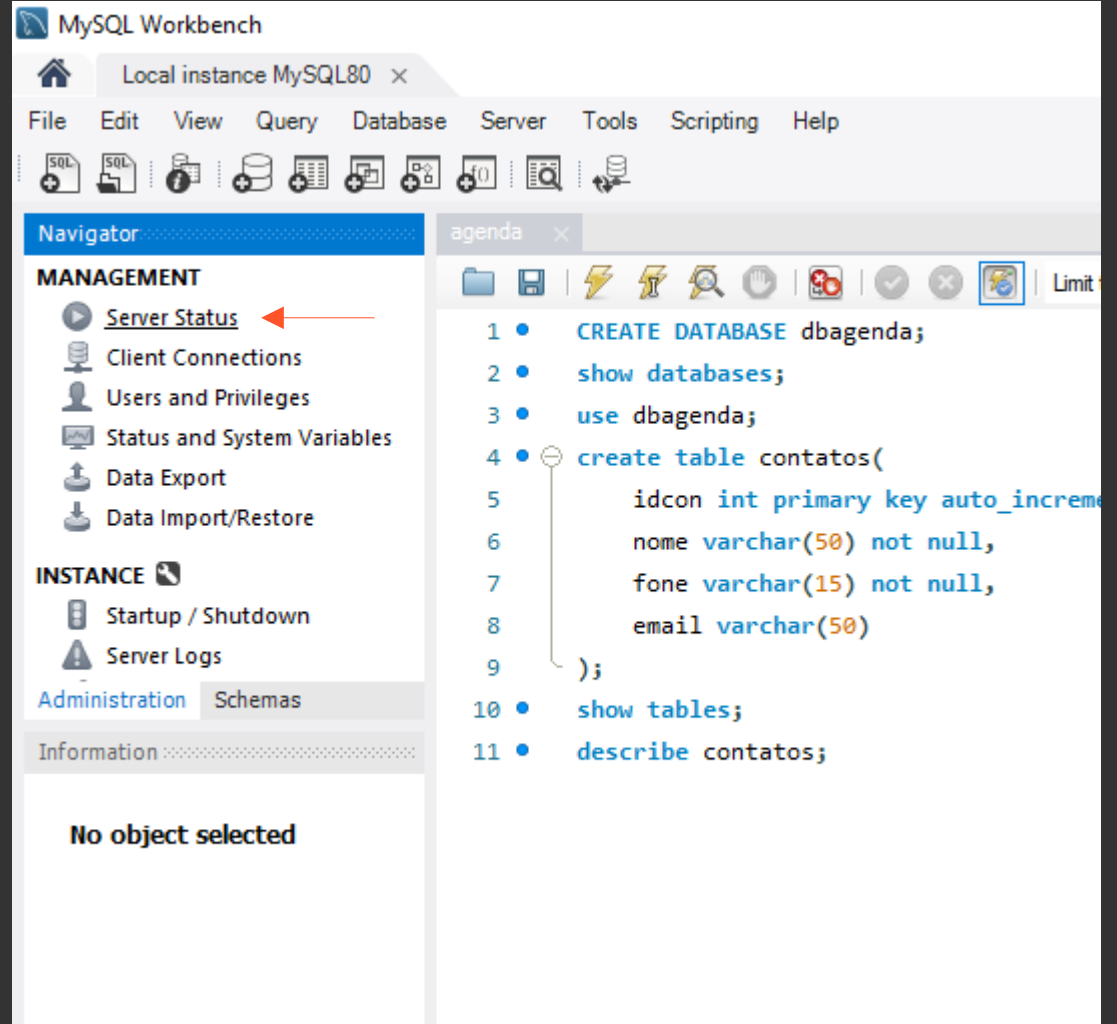 MySQL Workbench
Local instance MySQL80
File Edit View Query Database Server Tools Scripting Help
Navigator
MANAGEMENT
Server Status
Client Connections
Users and Privileges
Status and System Variables
Data Export
Data Import/Restore
INSTANCE
Startup / Shutdown
Server Logs
Administration Schemas
Information
No object selected
agenda
Limit
1 CREATE DATABASE dbagenda;
2 show databases;
3 use dbagenda;
4 create table contatos(
5 idcon int primary key auto_increme
6 nome varchar(50) not null,
7 fone varchar(15) not null,
8 email varchar(50)
9 );
10 show tables;
11 describe contatos;